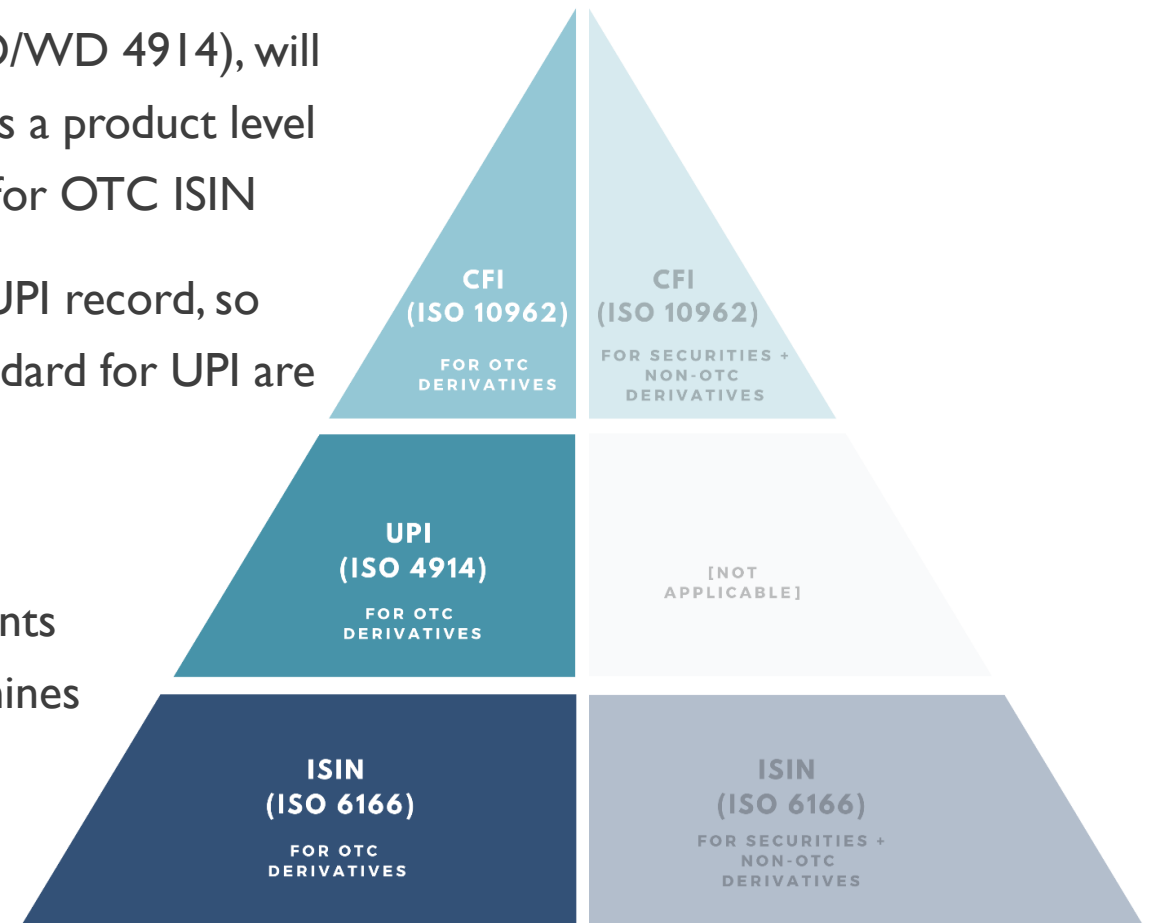 D/WD 4914), will
s a product level
for OTC ISIN
UPI record, so
dard for UPI are
nts
nines
CFI
(ISO 10962)
FOR OTC
DERIVATIVES
CFI
(ISO 10962)
FOR SECURITIES +
NON-OTC
DERIVATIVES
UPI
(ISO 4914)
FOR OTC
DERIVATIVES
[NOT
APPLICABLE]
ISIN
(ISO 6166)
FOR OTC
DERIVATIVES
ISIN
(ISO 6166)
FOR SECURITIES +
NON-OTC
DERIVATIVES